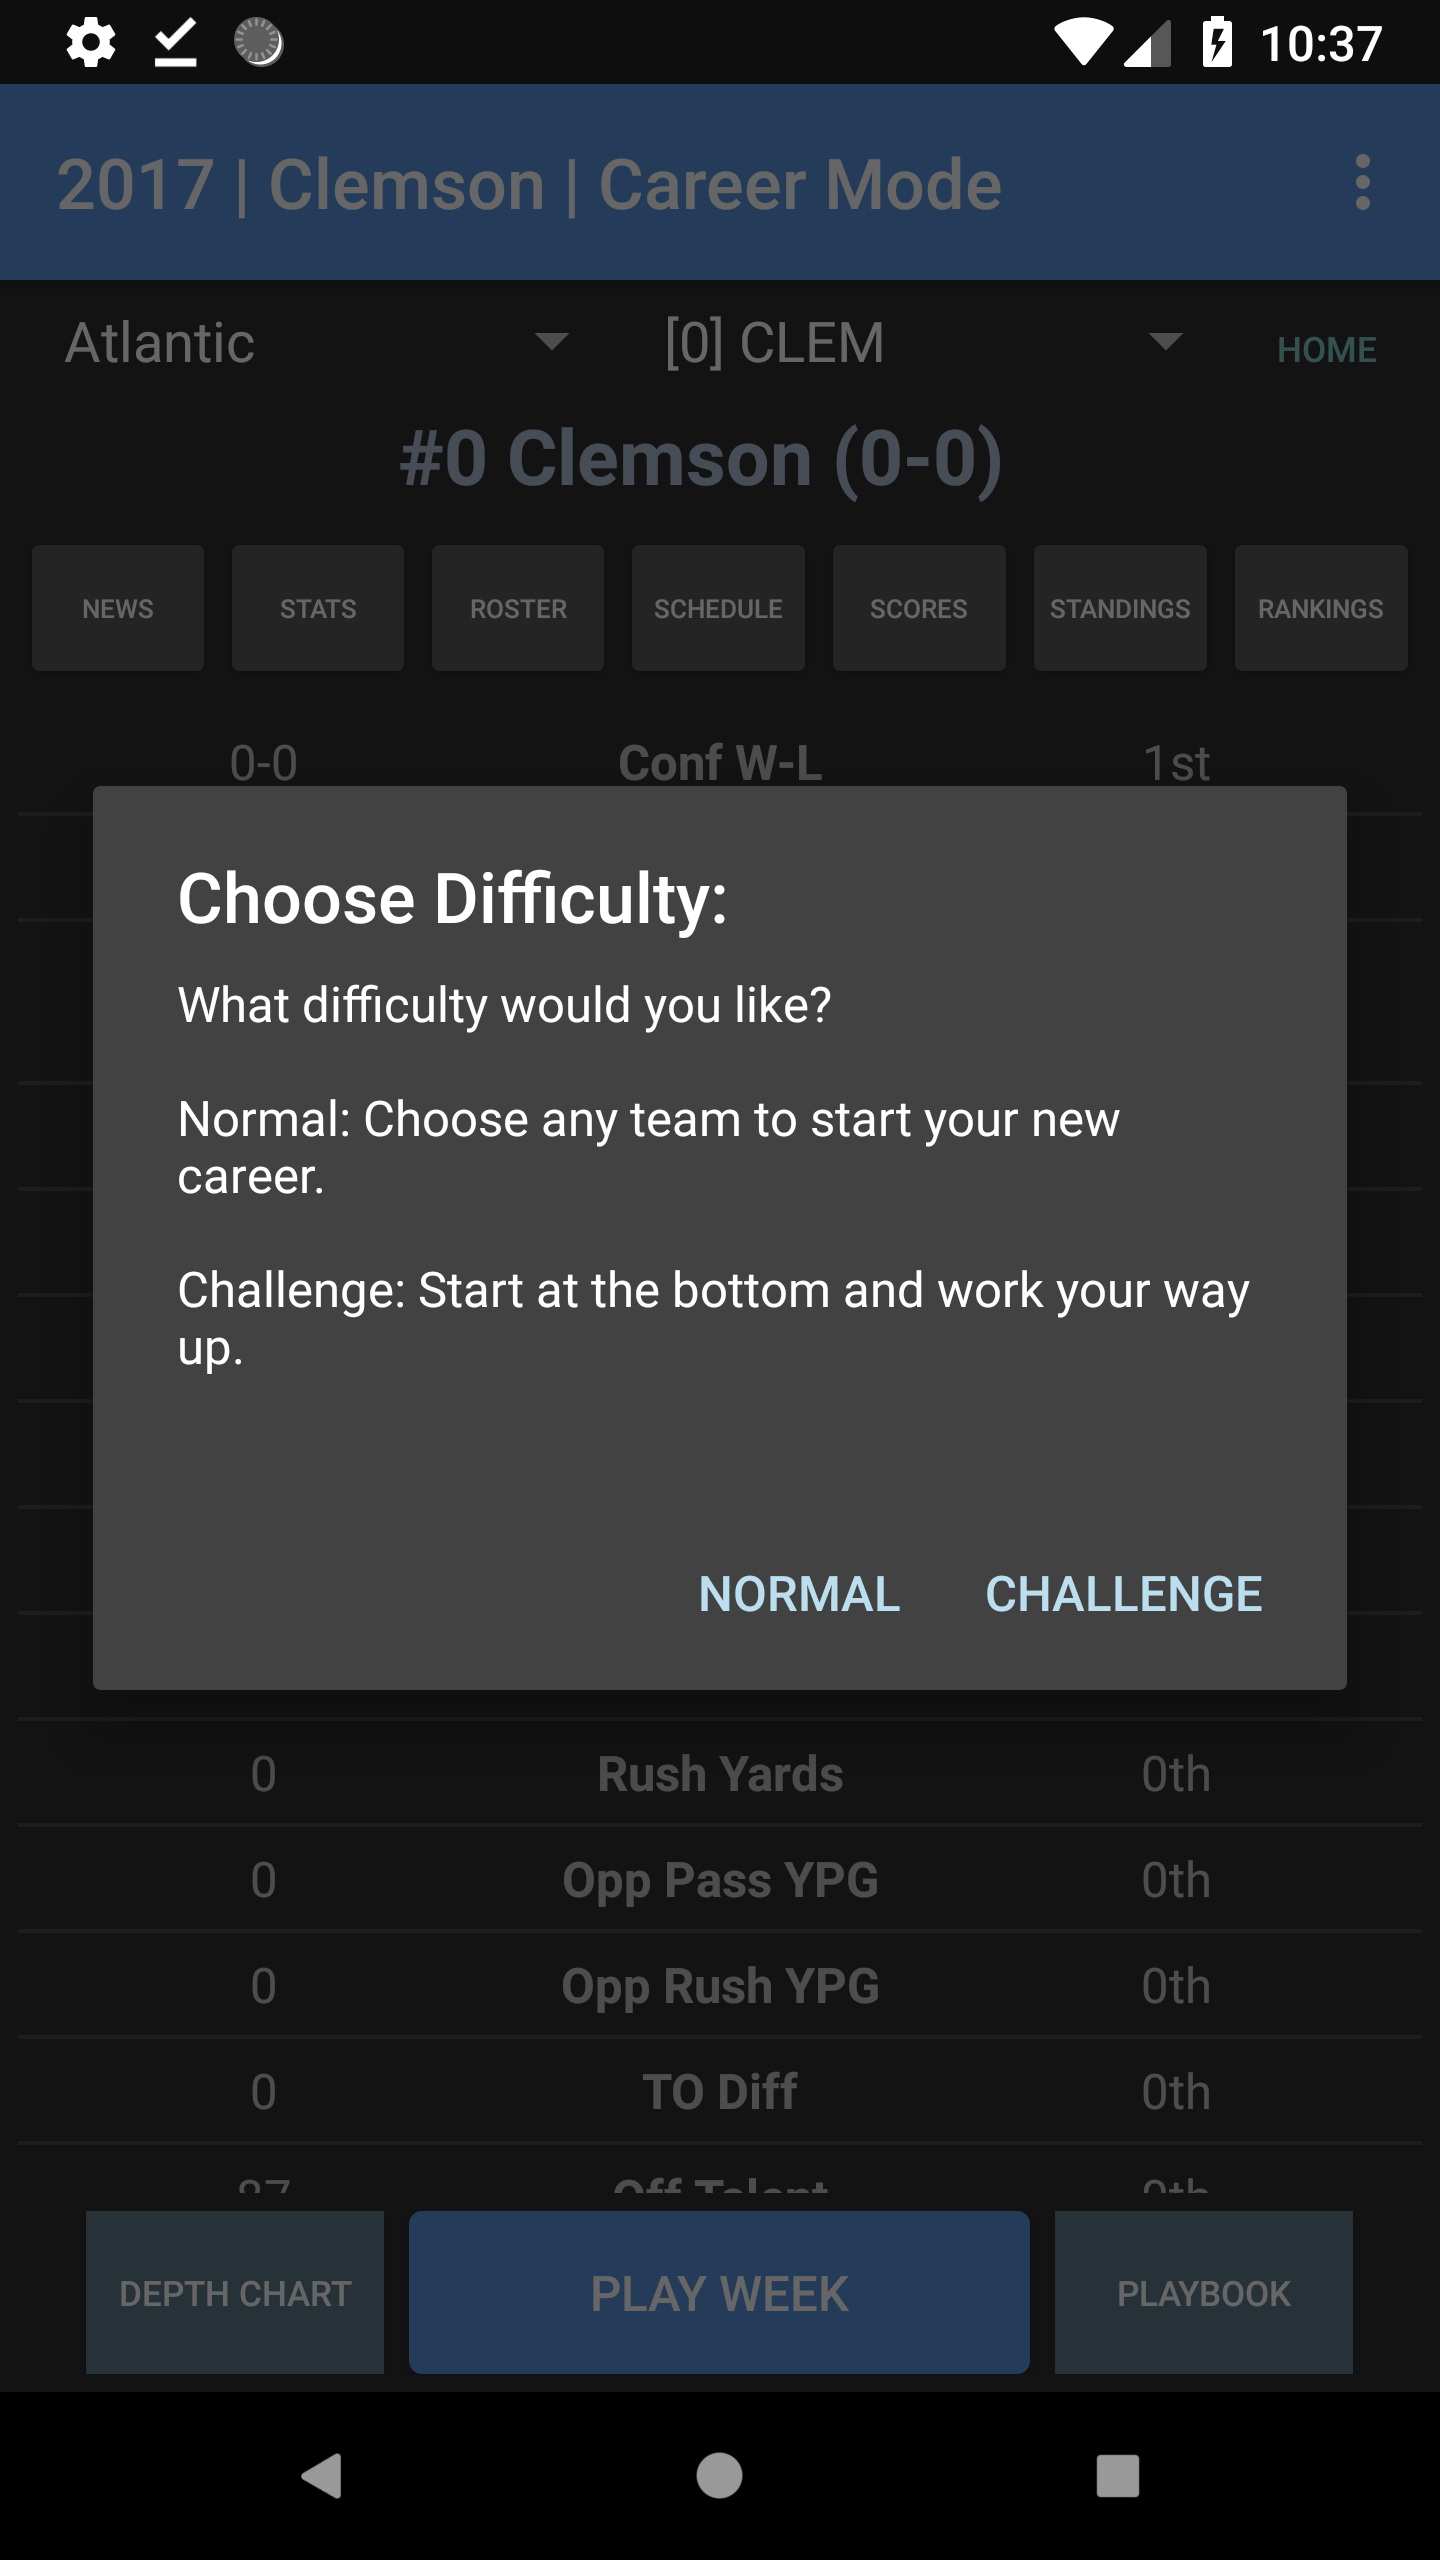 10:37
2017 | Clemson | Career Mode
Atlantic [0] CLEM HOME
#0 Clemson (0-0)
NEWS STATS ROSTER SCHEDULE SCORES STANDINGS RANKINGS
0-0 Conf W-L 1st
Choose Difficulty:
What difficulty would you like?
Normal: Choose any team to start your new
career.
Challenge: Start at the bottom and work your way
up.
NORMAL CHALLENGE
0 Rush Yards 0th
0 Opp Pass YPG 0th
0 Opp Rush YPG 0th
0 TO Diff 0th
87 Off Talent 0th
DEPTH CHART PLAY WEEK PLAYBOOK